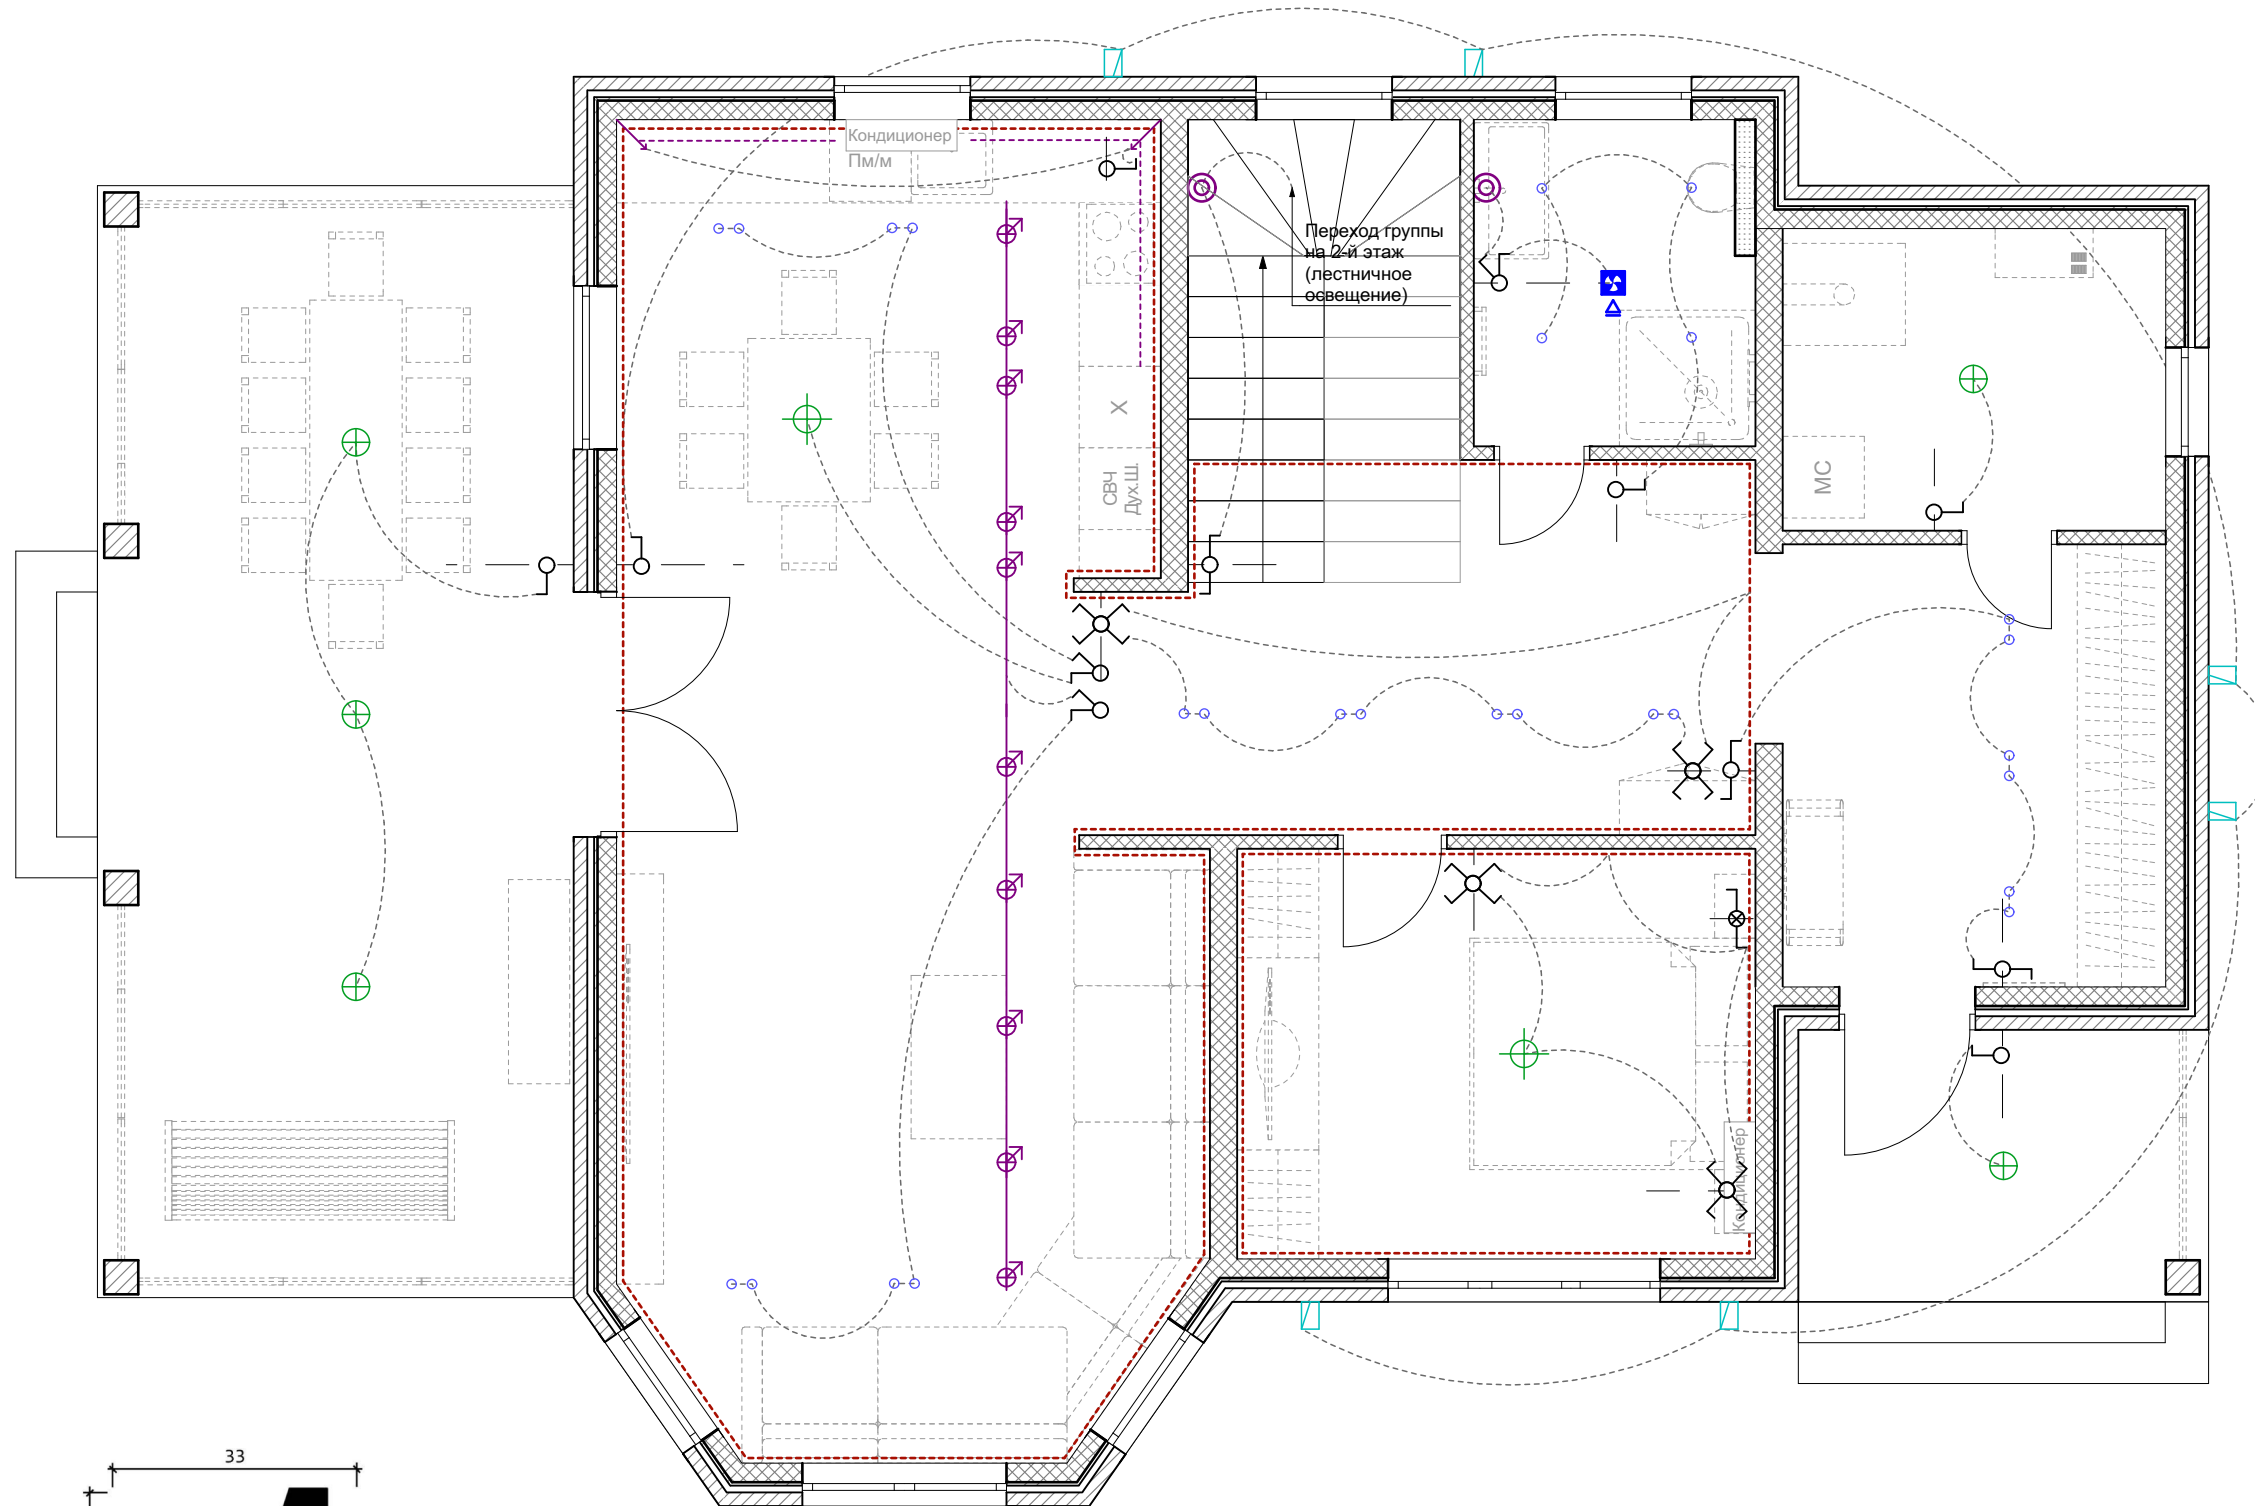 Кондиционер
Пм/м
Переход группы
на 2-й этаж
(лестничное
освещение)
Х
СВЧ
Дух.Ш.
МС
Кондиционер
33